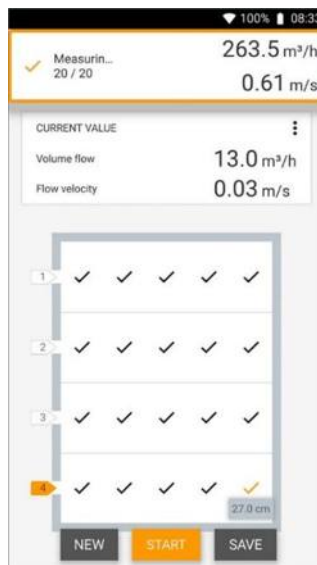 100% 08:33
Measurin...
20 / 20
263.5 m³/h
0.61 m/s
CURRENT VALUE
Volume flow
13.0 m³/h
Flow velocity
0.03 m/s
1
2
3
4
27.0 cm
NEW
START
SAVE